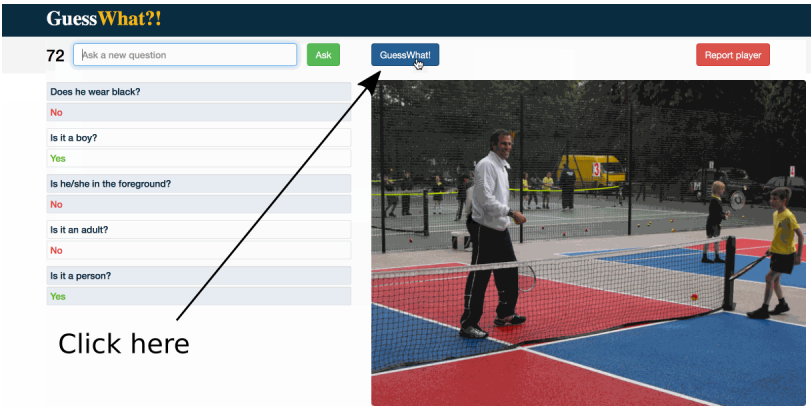 GuessWhat?!
72 Ask a new question Ask GuessWhat! Report player
Does he wear black?
No
Is it a boy?
Yes
Is he/she in the foreground?
No
Is it an adult?
No
Is it a person?
Yes
Click here
3